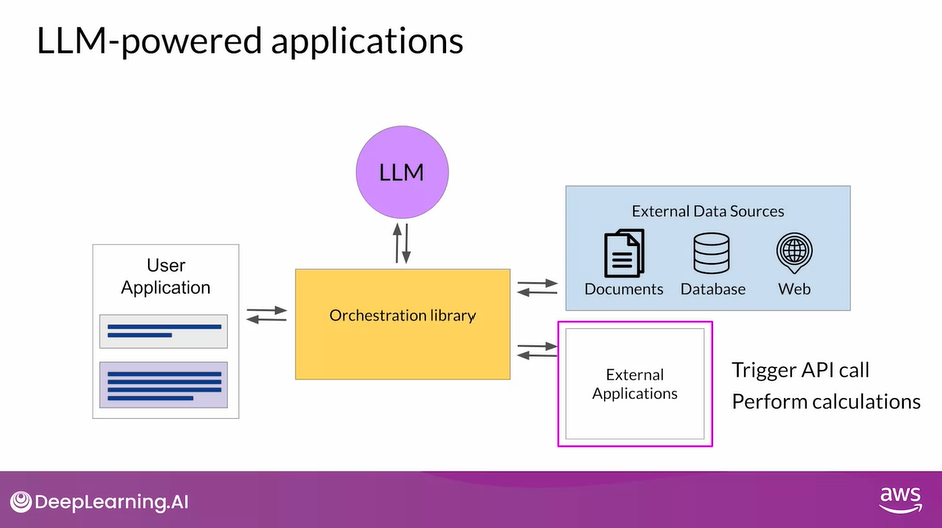 LLM-powered applications
LLM
User
Application
Orchestration library
External Data Sources
Documents
Database
Web
External
Applications
Trigger API call
Perform calculations
DeepLearning.AI
aws